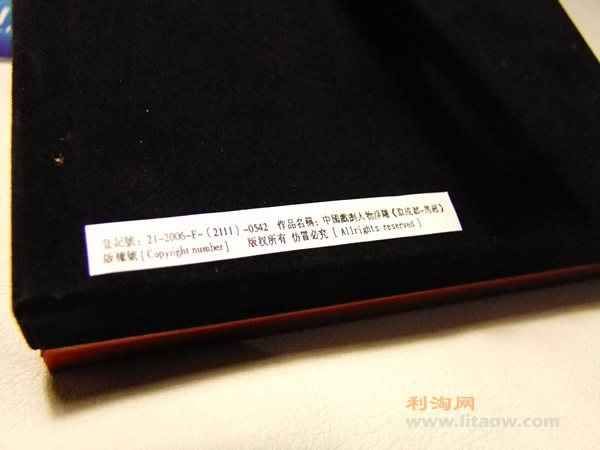 登記號：21-2006-F-(2111)-0542 作品名稱：中國戲劇人物浮雕《取成都-馬超》
版權號[Copyright number] 版权所有 仿冒必究[Allrights reserved]
利淘网
www.litaow.com